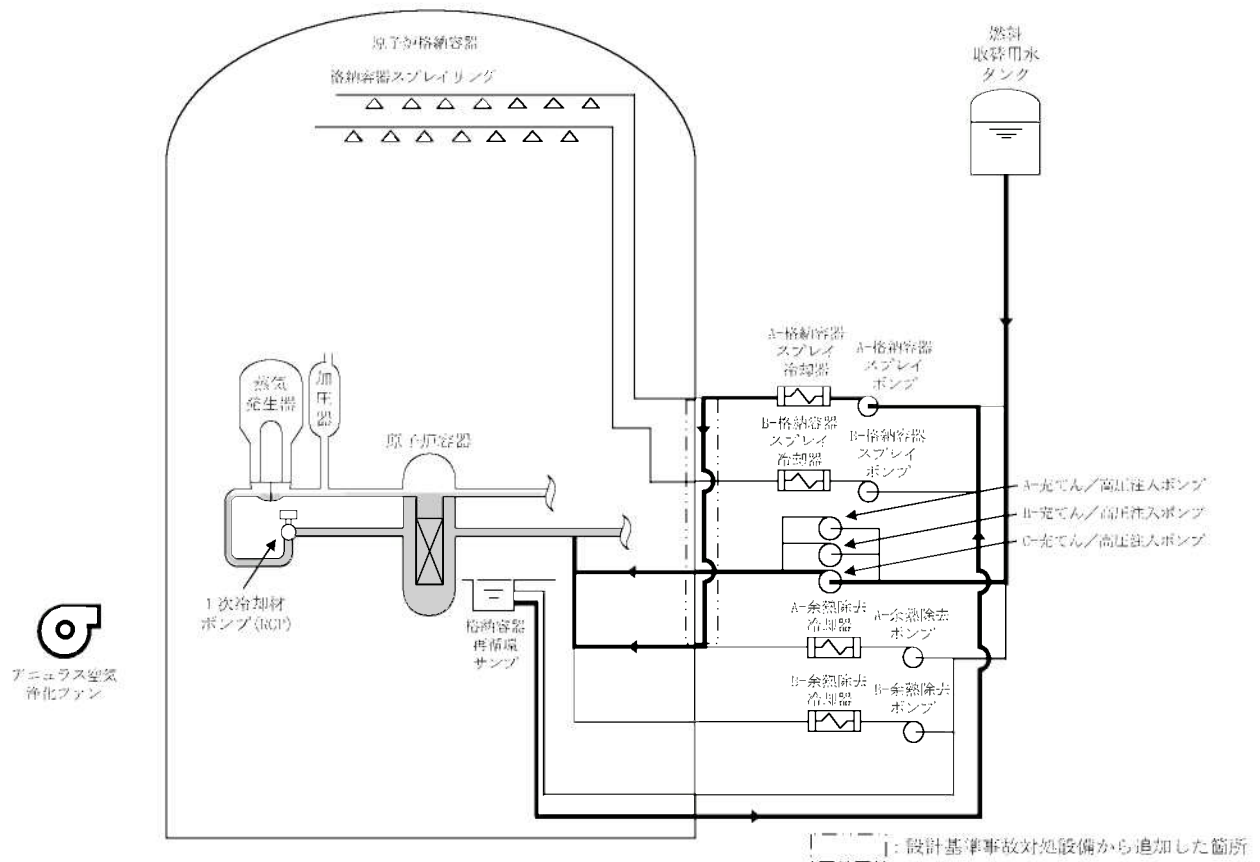 原子炉格納容器
格納容器スプレイリング
燃料
取替用水
タンク
A-格納容器
スプレイ
冷却器
A-格納容器
スプレイ
ポンプ
B-格納容器
スプレイ
冷却器
B-格納容器
スプレイ
ポンプ
蒸気
発生器
加
圧
器
原子炉容器
A-充てん／高圧注入ポンプ
B-充てん／高圧注入ポンプ
C-充てん／高圧注入ポンプ
1次冷却材
ポンプ(RCP)
格納容器
再循環
サンプ
A-余熱除去
冷却器
A-余熱除去
ポンプ
B-余熱除去
冷却器
B-余熱除去
ポンプ
アニュラス空気
浄化ファン
：設計基準事故対処設備から追加した箇所